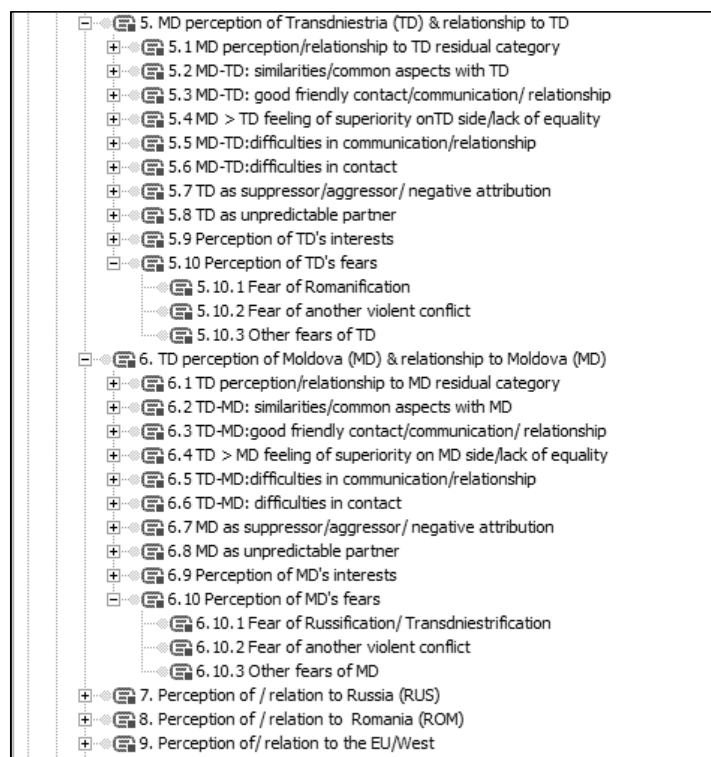 5. MD perception of Transdniestria (TD) & relationship to TD
5.1 MD perception/relationship to TD residual category
5.2 MD-TD: similarities/common aspects with TD
5.3 MD-TD: good friendly contact/communication/ relationship
5.4 MD > TD feeling of superiority onTD side/lack of equality
5.5 MD-TD:difficulties in communication/relationship
5.6 MD-TD:difficulties in contact
5.7 TD as suppressor/aggressor/ negative attribution
5.8 TD as unpredictable partner
5.9 Perception of TD's interests
5.10 Perception of TD's fears
5.10.1 Fear of Romanification
5.10.2 Fear of another violent conflict
5.10.3 Other fears of TD
6. TD perception of Moldova (MD) & relationship to Moldova (MD)
6.1 TD perception/relationship to MD residual category
6.2 TD-MD: similarities/common aspects with MD
6.3 TD-MD:good friendly contact/communication/ relationship
6.4 TD > MD feeling of superiority on MD side/lack of equality
6.5 TD-MD:difficulties in communication/relationship
6.6 TD-MD: difficulties in contact
6.7 MD as suppressor/aggressor/ negative attribution
6.8 MD as unpredictable partner
6.9 Perception of MD's interests
6.10 Perception of MD's fears
6.10.1 Fear of Russification/ Transdniestrification
6.10.2 Fear of another violent conflict
6.10.3 Other fears of MD
7. Perception of / relation to Russia (RUS)
8. Perception of / relation to  Romania (ROM)
9. Perception of/ relation to the EU/West